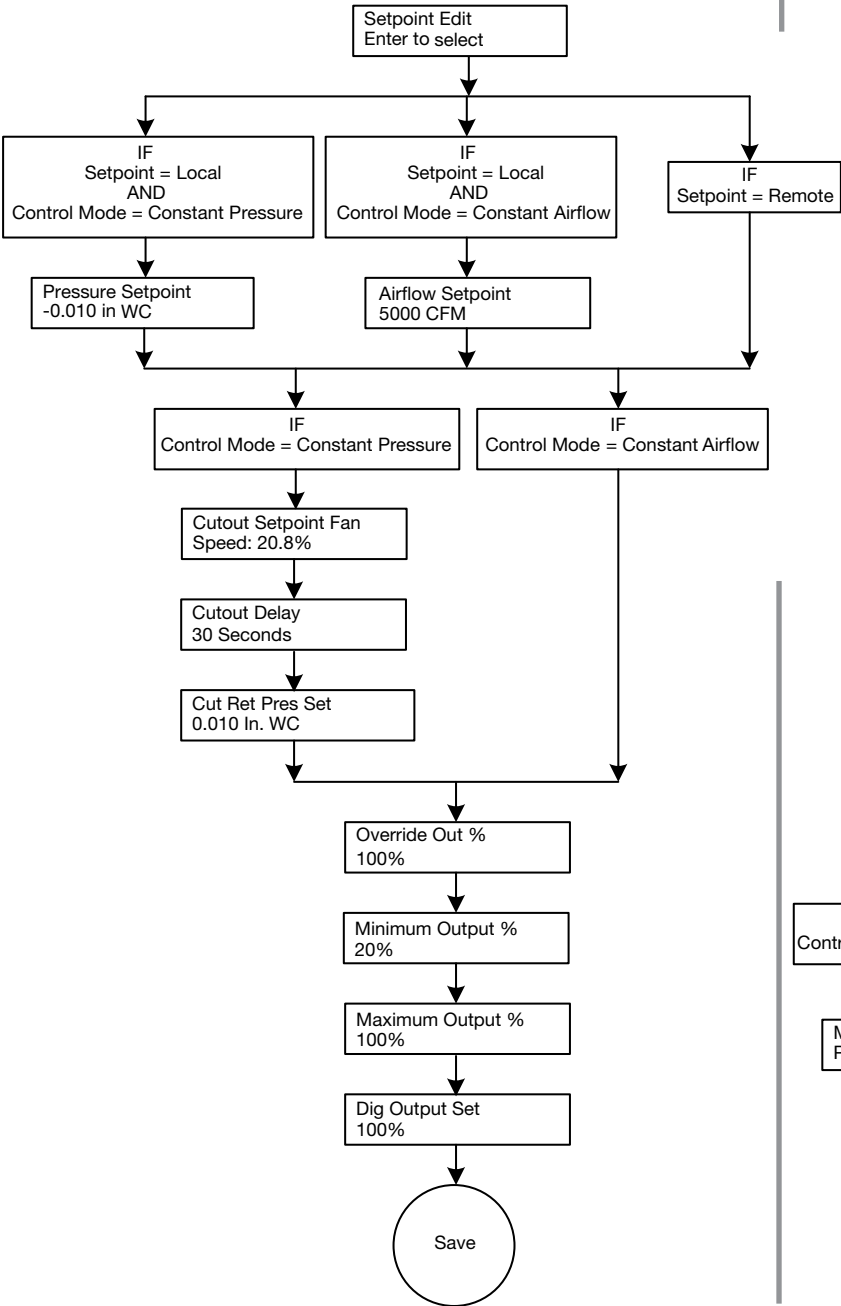 Setpoint Edit
Enter to select
IF
Setpoint = Local
AND
Control Mode = Constant Pressure
IF
Setpoint = Local
AND
Control Mode = Constant Airflow
IF
Setpoint = Remote
Pressure Setpoint
-0.010 in WC
Airflow Setpoint
5000 CFM
IF
Control Mode = Constant Pressure
IF
Control Mode = Constant Airflow
Cutout Setpoint Fan
Speed: 20.8%
Cutout Delay
30 Seconds
Cut Ret Pres Set
0.010 In. WC
Override Out %
100%
Minimum Output %
20%
Maximum Output %
100%
Dig Output Set
100%
Save